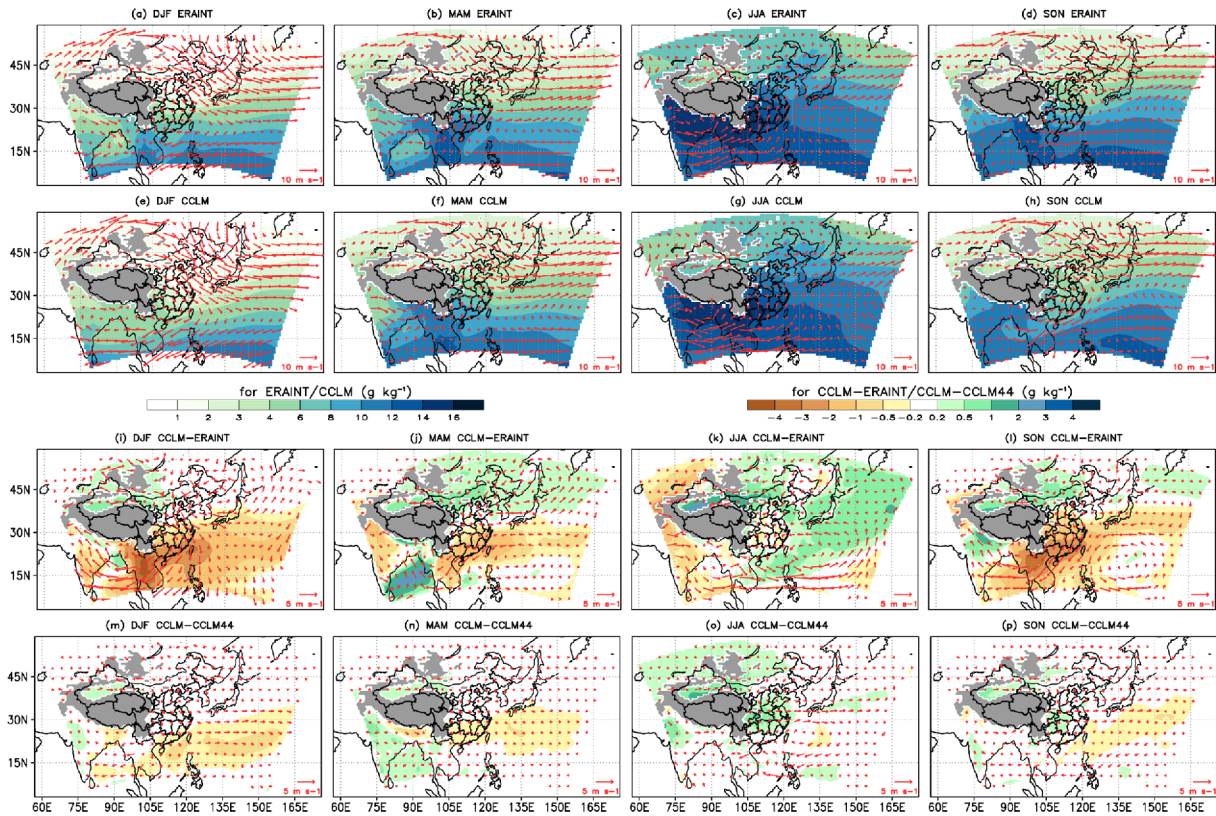 (a) DJF ERAINT (b) MAM ERAINT (c) JJA ERAINT (d) SON ERAINT
45N
30N
15N
10 m s-1 10 m s-1 10 m s-1 10 m s-1
(e) DJF CCLM (f) MAM CCLM (g) JJA CCLM (h) SON CCLM
45N
30N
15N
10 m s-1 10 m s-1 10 m s-1 10 m s-1
for ERAINT/CCLM (g kg⁻¹) for CCLM-ERAINT/CCLM-CCLM44 (g kg⁻¹)
1 2 3 4 6 8 10 12 14 16 −4 −3 −2 −1 −0.5 −0.2 0.2 0.5 1 2 3 4
(i) DJF CCLM-ERAINT (j) MAM CCLM-ERAINT (k) JJA CCLM-ERAINT (l) SON CCLM-ERAINT
45N
30N
15N
5 m s-1 5 m s-1 5 m s-1 5 m s-1
(m) DJF CCLM-CCLM44 (n) MAM CCLM-CCLM44 (o) JJA CCLM-CCLM44 (p) SON CCLM-CCLM44
45N
30N
15N
5 m s-1 5 m s-1 5 m s-1 5 m s-1
60E 75E 90E 105E 120E 135E 150E 165E 60E 75E 90E 105E 120E 135E 150E 165E 60E 75E 90E 105E 120E 135E 150E 165E 60E 75E 90E 105E 120E 135E 150E 165E